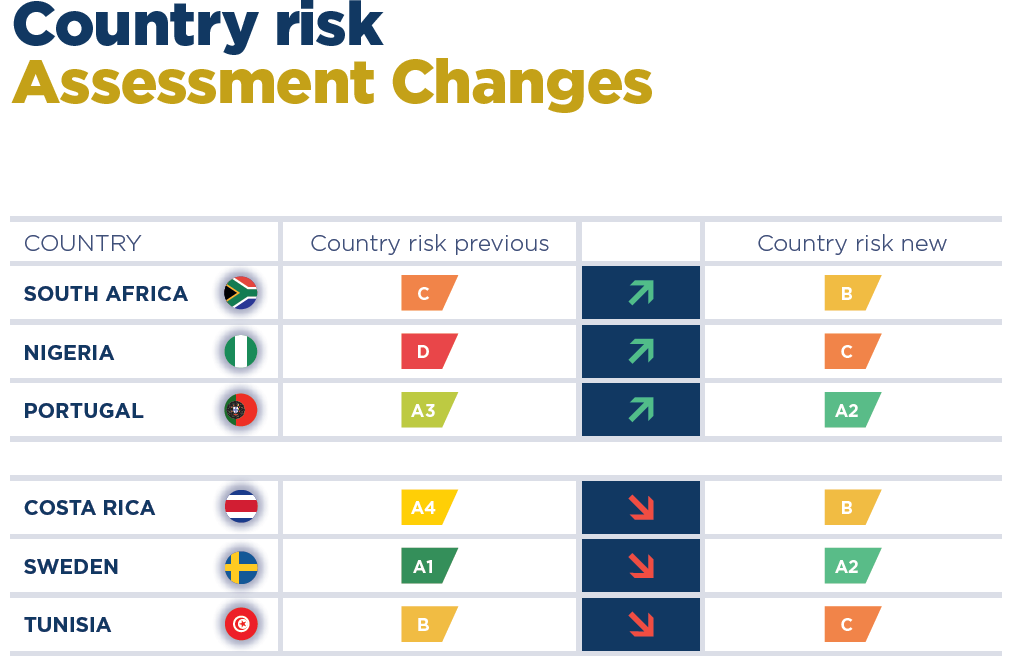 Country risk
Assessment Changes
COUNTRY Country risk previous Country risk new
SOUTH AFRICA C B
NIGERIA D C
PORTUGAL A3 A2
COSTA RICA A4 B
SWEDEN A1 A2
TUNISIA B C